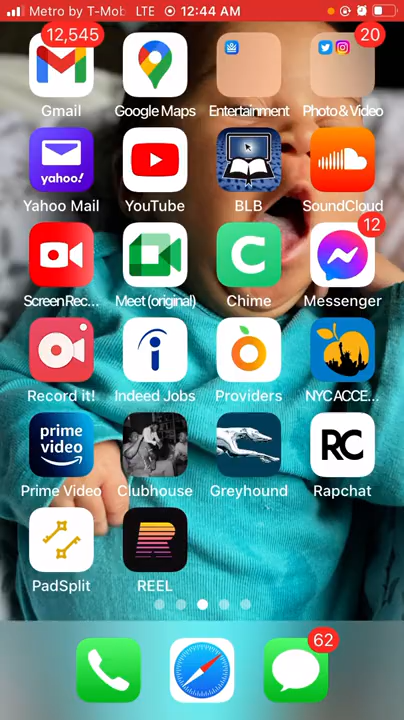 Metro by T-Mob LTE 12:44 AM
12,545 20
Gmail Google Maps Entertainment Photo & Video
yahoo!
Yahoo Mail YouTube BLB SoundCloud
12
Screen Rec... Meet (original) Chime Messenger
Record it! Indeed Jobs Providers NYC ACCE...
prime video RC
Prime Video Clubhouse Greyhound Rapchat
PadSplit REEL
62